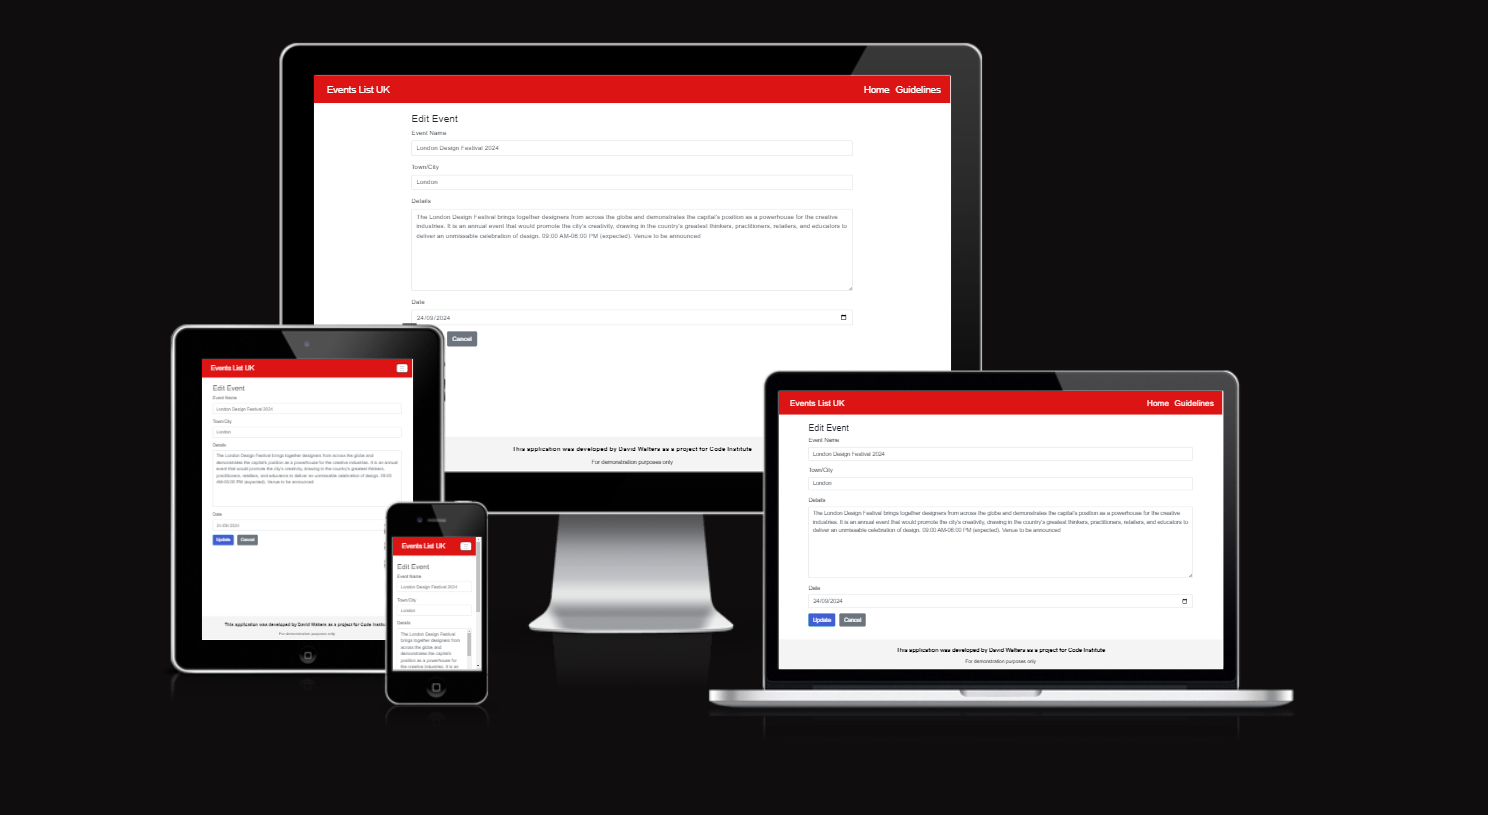 Events List UK
Home Guidelines
Edit Event
Event Name
London Design Festival 2024
Town/City
London
Details
The London Design Festival brings together designers from across the globe and demonstrates the capital's position as a powerhouse for the creative
industries. It is an annual event that would promote the city's creativity, drawing in the country's greatest thinkers, practitioners, retailers, and educators to
deliver an unmissable celebration of design. 09:00 AM-06:00 PM (expected). Venue to be announced
Date
24/09/2024
Cancel
This application was developed by David Walters as a project for Code Institute
For demonstration purposes only
Events List UK
Edit Event
Event Name
London Design Festival 2024
Town/City
London
Details
The London Design Festival brings together designers from across the globe and
demonstrates the capital's position as a powerhouse for the creative industries. It is an annual
event that would promote the city's creativity, drawing in the country's greatest thinkers,
practitioners, retailers, and educators to deliver an unmissable celebration of design. 09:00
AM-06:00 PM (expected). Venue to be announced
Date
24/09/2024
Update Cancel
This application was developed by David Walters as a project for Code
For demonstration purposes only
Events List UK
Edit Event
Event Name
London Design Festival 2024
Town/City
London
Details
The London Design Festival
brings together designers from
across the globe and
demonstrates the capital's
position as a powerhouse for
the creative industries. It is an
Events List UK
Home Guidelines
Edit Event
Event Name
London Design Festival 2024
Town/City
London
Details
The London Design Festival brings together designers from across the globe and demonstrates the capital's position as a powerhouse for the creative
industries. It is an annual event that would promote the city's creativity, drawing in the country's greatest thinkers, practitioners, retailers, and educators to
deliver an unmissable celebration of design. 09:00 AM-06:00 PM (expected). Venue to be announced
Date
24/09/2024
Update Cancel
This application was developed by David Walters as a project for Code Institute
For demonstration purposes only